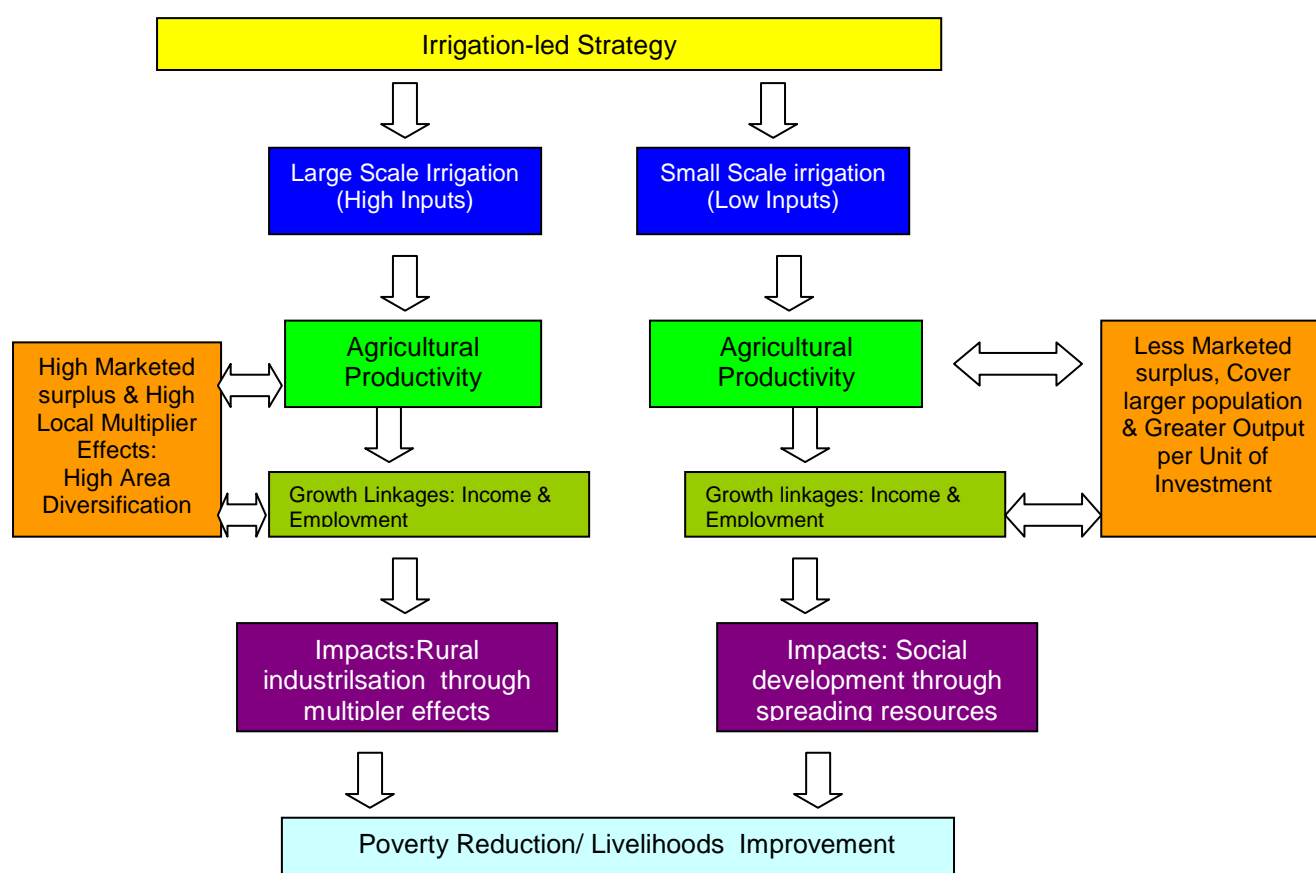 Irrigation-led Strategy
Large Scale Irrigation
(High Inputs)
Small Scale irrigation
(Low Inputs)
High Marketed
surplus & High
Local Multiplier
Effects:
High Area
Diversification
Agricultural
Productivity
Agricultural
Productivity
Less Marketed
surplus, Cover
larger population
& Greater Output
per Unit of
Investment
Growth Linkages: Income &
Employment
Growth linkages: Income &
Employment
Impacts:Rural
industrilsation through
multipler effects
Impacts: Social
development through
spreading resources
Poverty Reduction/ Livelihoods Improvement